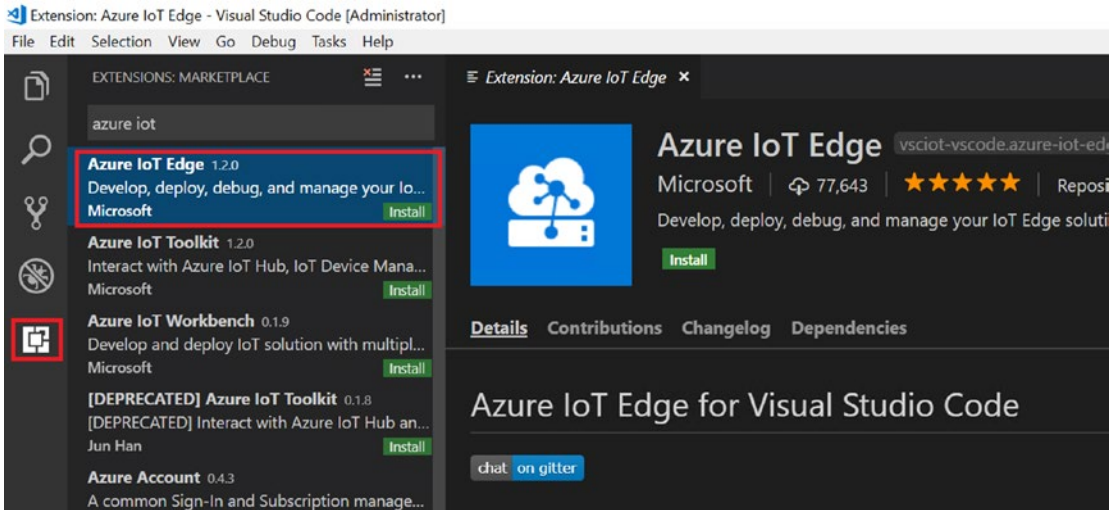 Extension: Azure IoT Edge - Visual Studio Code [Administrator]
File Edit Selection View Go Debug Tasks Help
EXTENSIONS: MARKETPLACE
azure iot
Azure IoT Edge 1.2.0
Develop, deploy, debug, and manage your Io...
Microsoft Install
Azure IoT Toolkit 1.2.0
Interact with Azure IoT Hub, IoT Device Mana...
Microsoft Install
Azure IoT Workbench 0.1.9
Develop and deploy IoT solution with multipl...
Microsoft Install
[DEPRECATED] Azure IoT Toolkit 0.1.8
[DEPRECATED] Interact with Azure IoT Hub an...
Jun Han Install
Azure Account 0.4.3
A common Sign-In and Subscription manage...
Extension: Azure IoT Edge ×
Azure IoT Edge vsciot-vscode.azure-iot-ed
Microsoft 77,643 ★★★★★ Reposi
Develop, deploy, debug, and manage your IoT Edge soluti
Install
Details Contributions Changelog Dependencies
Azure IoT Edge for Visual Studio Code
chat on gitter